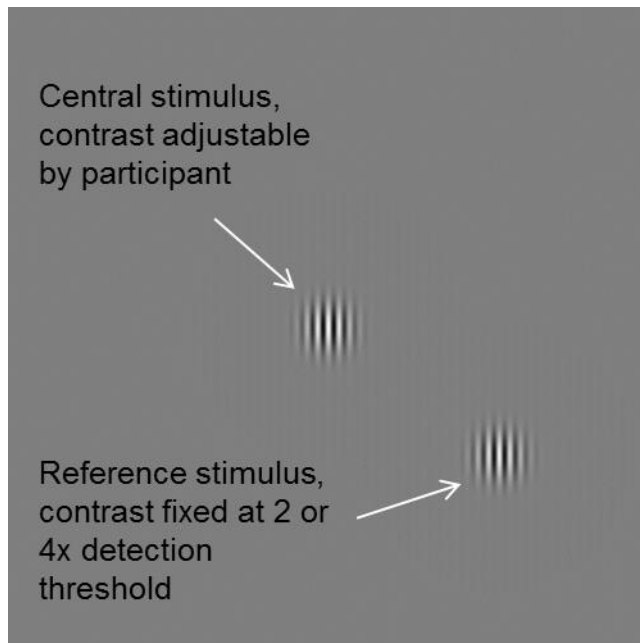 Central stimulus,
contrast adjustable
by participant
Reference stimulus,
contrast fixed at 2 or
4x detection
threshold